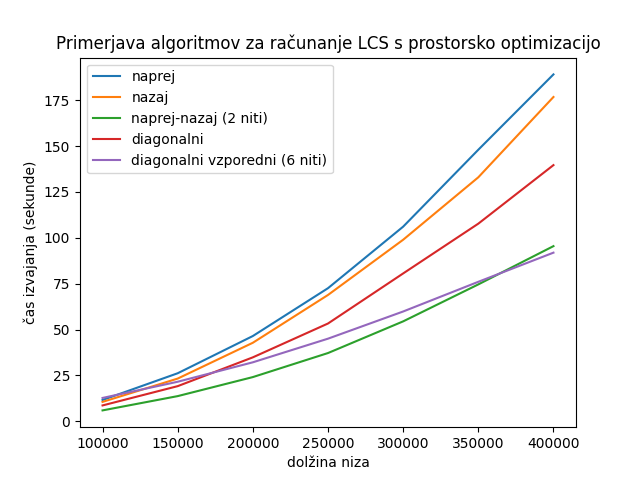 Primerjava algoritmov za računanje LCS s prostorsko optimizacijo
naprej
nazaj
naprej-nazaj (2 niti)
diagonalni
diagonalni vzporedni (6 niti)
čas izvajanja (sekunde)
175
150
125
100
75
50
25
0
100000 150000 200000 250000 300000 350000 400000
dolžina niza